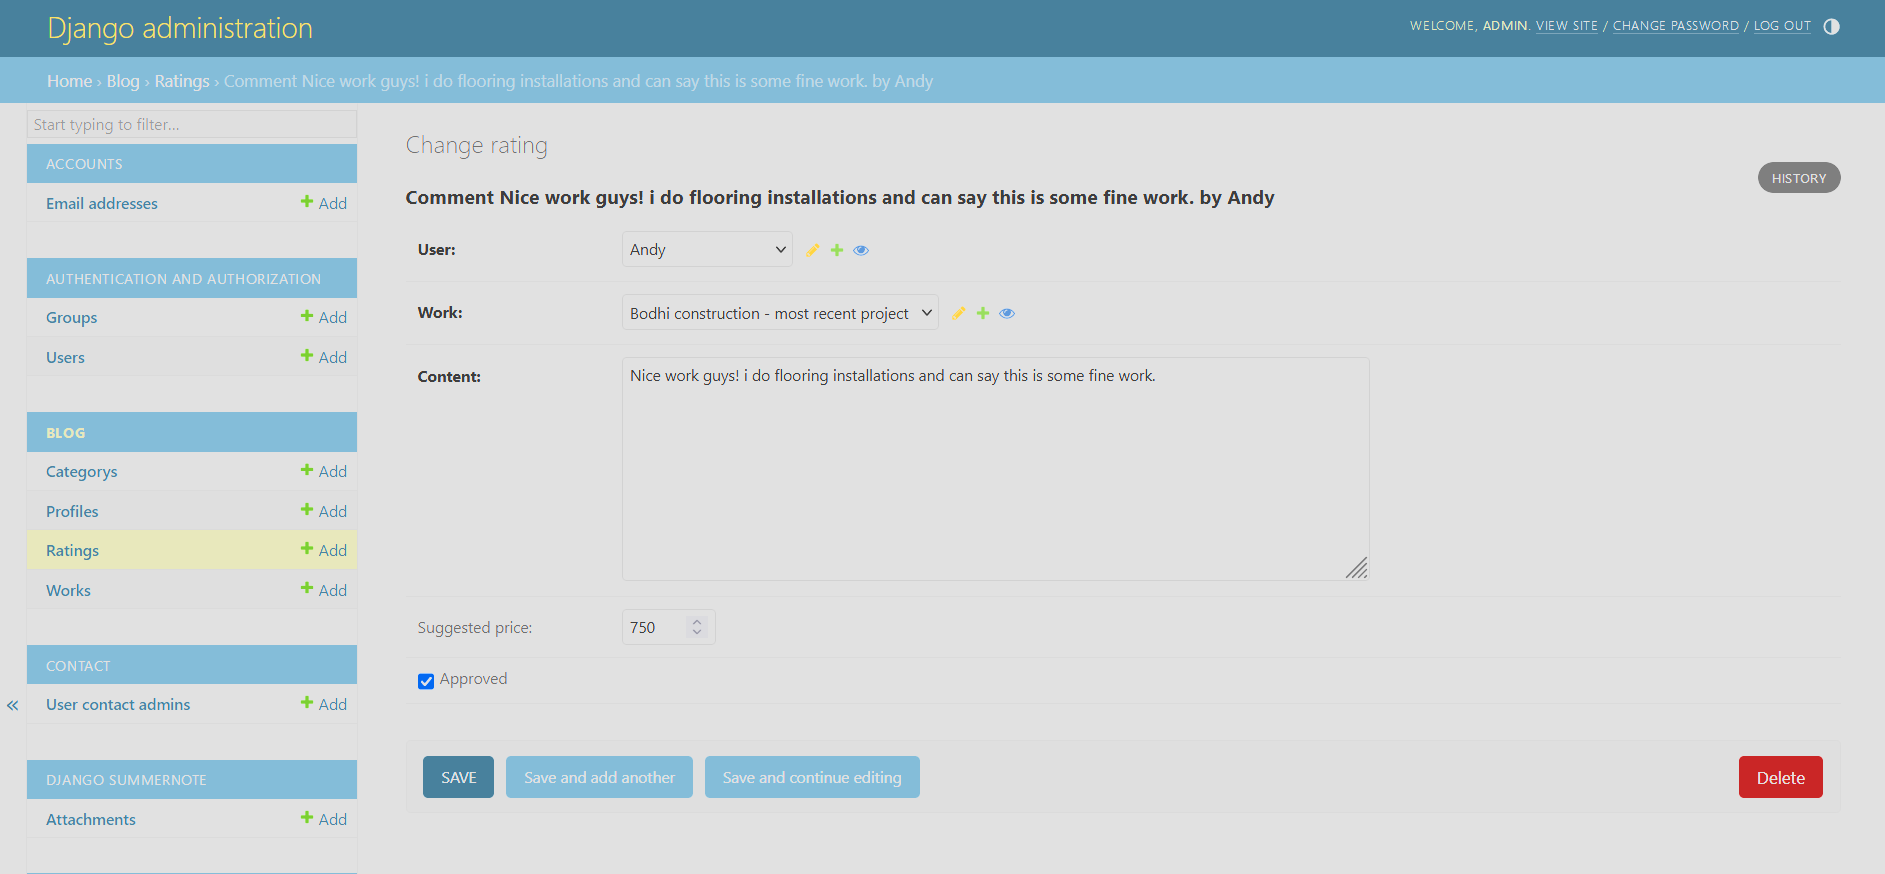 Django administration
WELCOME, ADMIN. VIEW SITE / CHANGE PASSWORD / LOG OUT
Home › Blog › Ratings › Comment Nice work guys! i do flooring installations and can say this is some fine work. by Andy
Start typing to filter...
ACCOUNTS
Email addresses Add
AUTHENTICATION AND AUTHORIZATION
Groups Add
Users Add
BLOG
Categorys Add
Profiles Add
Ratings Add
Works Add
CONTACT
User contact admins Add
«
DJANGO SUMMERNOTE
Attachments Add
Change rating
HISTORY
Comment Nice work guys! i do flooring installations and can say this is some fine work. by Andy
User: Andy
Work: Bodhi construction - most recent project
Content: Nice work guys! i do flooring installations and can say this is some fine work.
Suggested price: 750
Approved
SAVE Save and add another Save and continue editing Delete